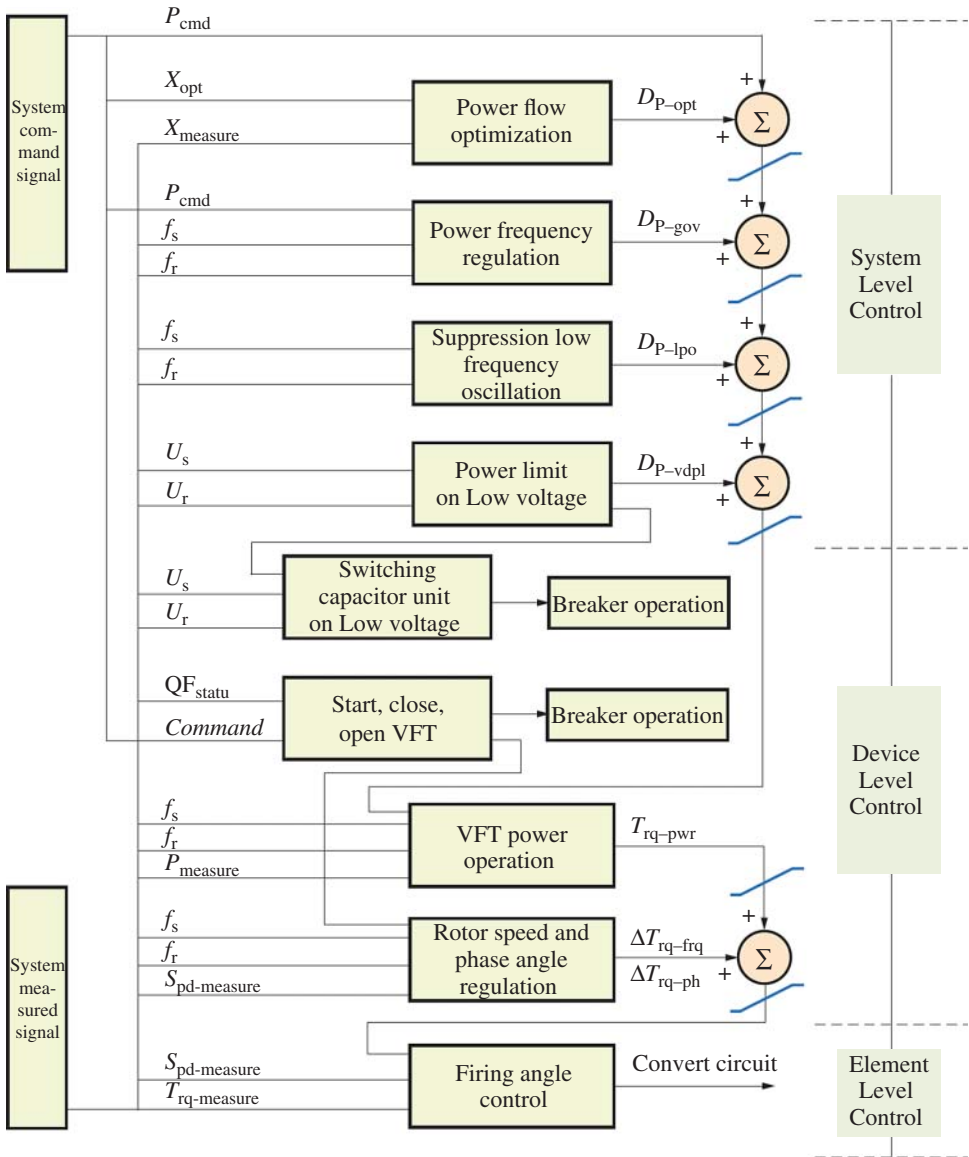 System
com-
mand
signal
P_cmd
X_opt
X_measure
Power flow
optimization
D_P–opt
+
+
Σ
P_cmd
f_s
f_r
Power frequency
regulation
D_P–gov
+
+
Σ
f_s
f_r
Suppression low
frequency
oscillation
D_P–lpo
+
+
Σ
U_s
U_r
Power limit
on Low voltage
D_P–vdpl
+
+
Σ
System
Level
Control
U_s
U_r
Switching
capacitor unit
on Low voltage
Breaker operation
QF_statu
Command
Start, close,
open VFT
Breaker operation
f_s
f_r
P_measure
VFT power
operation
T_rq–pwr
f_s
f_r
S_pd-measure
Rotor speed and
phase angle
regulation
ΔT_rq–frq
ΔT_rq–ph
+
+
Σ
Device
Level
Control
System
mea-
sured
signal
S_pd-measure
T_rq-measure
Firing angle
control
Convert circuit
Element
Level
Control